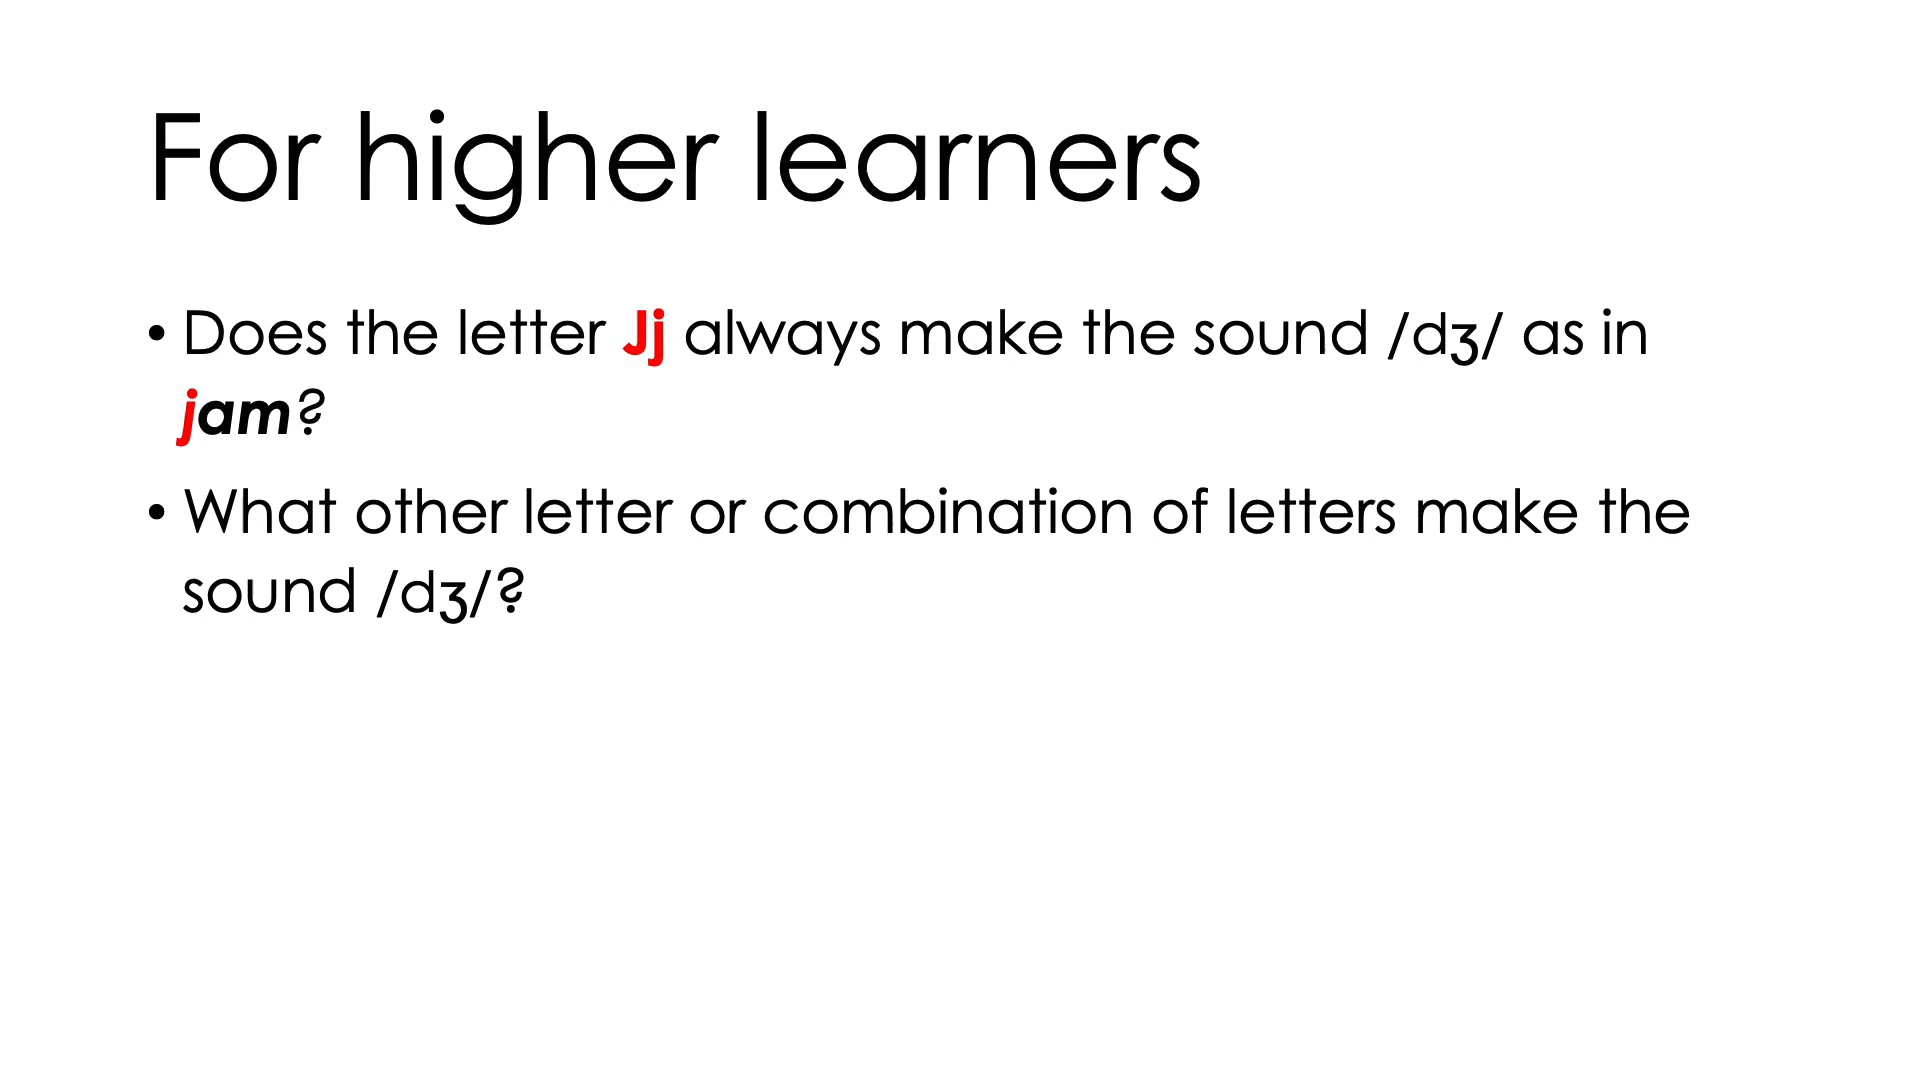 For higher learners
• Does the letter Jj always make the sound /dʒ/ as in
jam?
• What other letter or combination of letters make the
sound /dʒ/?